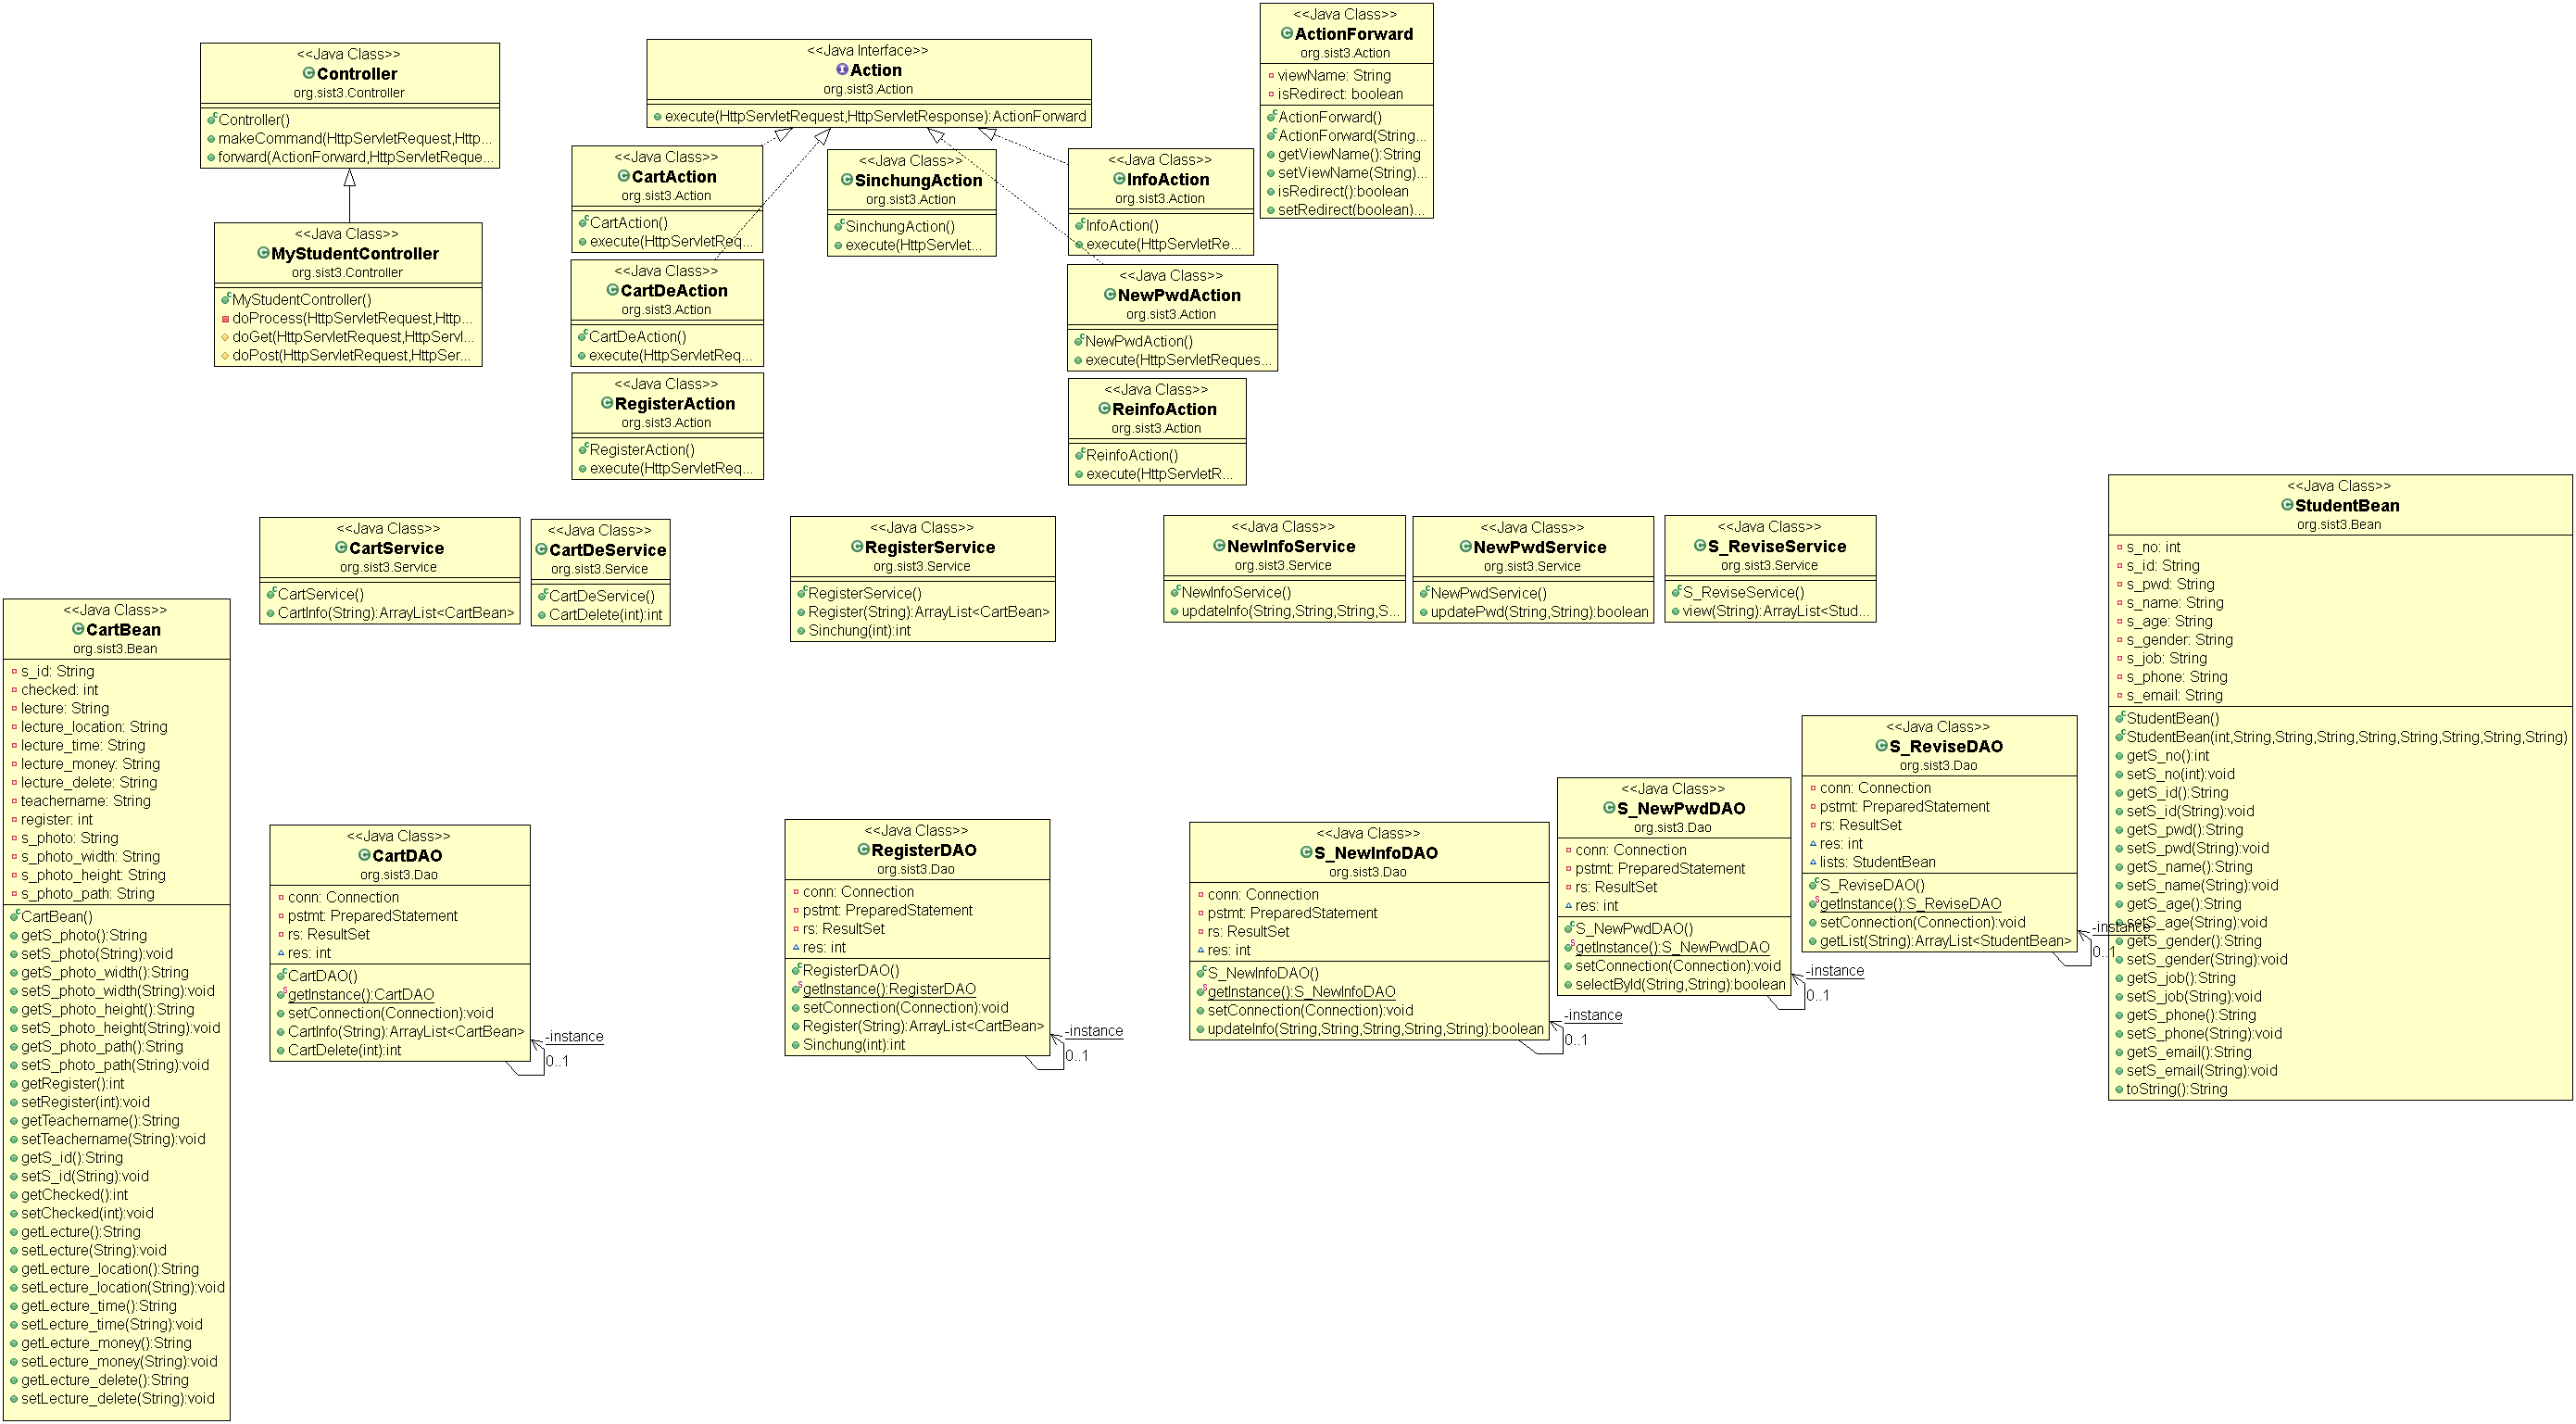 <<Java Class>>
Controller
org.sist3.Controller
Controller()
makeCommand(HttpServletRequest,Http...
forward(ActionForward,HttpServletReque...
<<Java Class>>
MyStudentController
org.sist3.Controller
MyStudentController()
doProcess(HttpServletRequest,Http...
doGet(HttpServletRequest,HttpServl...
doPost(HttpServletRequest,HttpSer...
<<Java Interface>>
Action
org.sist3.Action
execute(HttpServletRequest,HttpServletResponse):ActionForward
<<Java Class>>
ActionForward
org.sist3.Action
viewName: String
isRedirect: boolean
ActionForward()
ActionForward(String...
getViewName():String
setViewName(String)...
isRedirect():boolean
setRedirect(boolean)...
<<Java Class>>
CartAction
org.sist3.Action
CartAction()
execute(HttpServletReq...
<<Java Class>>
SinchungAction
org.sist3.Action
SinchungAction()
execute(HttpServlet...
<<Java Class>>
InfoAction
org.sist3.Action
InfoAction()
execute(HttpServletRe...
<<Java Class>>
CartDeAction
org.sist3.Action
CartDeAction()
execute(HttpServletReq...
<<Java Class>>
NewPwdAction
org.sist3.Action
NewPwdAction()
execute(HttpServletReques...
<<Java Class>>
RegisterAction
org.sist3.Action
RegisterAction()
execute(HttpServletReq...
<<Java Class>>
ReinfoAction
org.sist3.Action
ReinfoAction()
execute(HttpServletR...
<<Java Class>>
CartService
org.sist3.Service
CartService()
CartInfo(String):ArrayList<CartBean>
<<Java Class>>
CartDeService
org.sist3.Service
CartDeService()
CartDelete(int):int
<<Java Class>>
RegisterService
org.sist3.Service
RegisterService()
Register(String):ArrayList<CartBean>
Sinchung(int):int
<<Java Class>>
NewInfoService
org.sist3.Service
NewInfoService()
updateInfo(String,String,String,S...
<<Java Class>>
NewPwdService
org.sist3.Service
NewPwdService()
updatePwd(String,String):boolean
<<Java Class>>
S_ReviseService
org.sist3.Service
S_ReviseService()
view(String):ArrayList<Stud...
<<Java Class>>
StudentBean
org.sist3.Bean
s_no: int
s_id: String
s_pwd: String
s_name: String
s_age: String
s_gender: String
s_job: String
s_phone: String
s_email: String
StudentBean()
StudentBean(int,String,String,String,String,String,String,String,String)
getS_no():int
setS_no(int):void
getS_id():String
setS_id(String):void
getS_pwd():String
setS_pwd(String):void
getS_name():String
setS_name(String):void
getS_age():String
setS_age(String):void
getS_gender():String
setS_gender(String):void
getS_job():String
setS_job(String):void
getS_phone():String
setS_phone(String):void
getS_email():String
setS_email(String):void
toString():String
<<Java Class>>
CartBean
org.sist3.Bean
s_id: String
checked: int
lecture: String
lecture_location: String
lecture_time: String
lecture_money: String
lecture_delete: String
teachername: String
register: int
s_photo: String
s_photo_width: String
s_photo_height: String
s_photo_path: String
CartBean()
getS_photo():String
setS_photo(String):void
getS_photo_width():String
setS_photo_width(String):void
getS_photo_height():String
setS_photo_height(String):void
getS_photo_path():String
setS_photo_path(String):void
getRegister():int
setRegister(int):void
getTeachername():String
setTeachername(String):void
getS_id():String
setS_id(String):void
getChecked():int
setChecked(int):void
getLecture():String
setLecture(String):void
getLecture_location():String
setLecture_location(String):void
getLecture_time():String
setLecture_time(String):void
getLecture_money():String
setLecture_money(String):void
getLecture_delete():String
setLecture_delete(String):void
<<Java Class>>
CartDAO
org.sist3.Dao
conn: Connection
pstmt: PreparedStatement
rs: ResultSet
res: int
CartDAO()
getInstance():CartDAO
setConnection(Connection):void
CartInfo(String):ArrayList<CartBean>
CartDelete(int):int
-instance
0..1
<<Java Class>>
RegisterDAO
org.sist3.Dao
conn: Connection
pstmt: PreparedStatement
rs: ResultSet
res: int
RegisterDAO()
getInstance():RegisterDAO
setConnection(Connection):void
Register(String):ArrayList<CartBean>
Sinchung(int):int
-instance
0..1
<<Java Class>>
S_NewInfoDAO
org.sist3.Dao
conn: Connection
pstmt: PreparedStatement
rs: ResultSet
res: int
S_NewInfoDAO()
getInstance():S_NewInfoDAO
setConnection(Connection):void
updateInfo(String,String,String,String,String):boolean
-instance
0..1
<<Java Class>>
S_NewPwdDAO
org.sist3.Dao
conn: Connection
pstmt: PreparedStatement
rs: ResultSet
res: int
S_NewPwdDAO()
getInstance():S_NewPwdDAO
setConnection(Connection):void
selectById(String,String):boolean
-instance
0..1
<<Java Class>>
S_ReviseDAO
org.sist3.Dao
conn: Connection
pstmt: PreparedStatement
rs: ResultSet
res: int
lists: StudentBean
S_ReviseDAO()
getInstance():S_ReviseDAO
setConnection(Connection):void
getList(String):ArrayList<StudentBean>
-instance
0..1